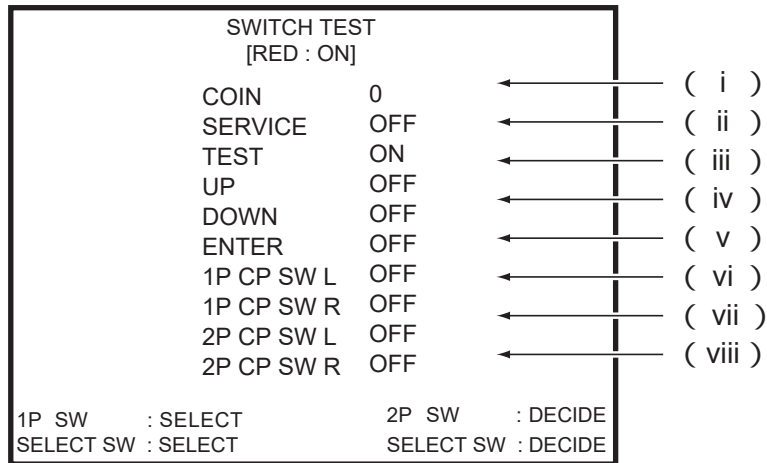 SWITCH TEST
[RED : ON]
COIN 0
SERVICE OFF
TEST ON
UP OFF
DOWN OFF
ENTER OFF
1P CP SW L OFF
1P CP SW R OFF
2P CP SW L OFF
2P CP SW R OFF
( i )
( ii )
( iii )
( iv )
( v )
( vi )
( vii )
( viii )
1P SW : SELECT 2P SW : DECIDE
SELECT SW : SELECT SELECT SW : DECIDE